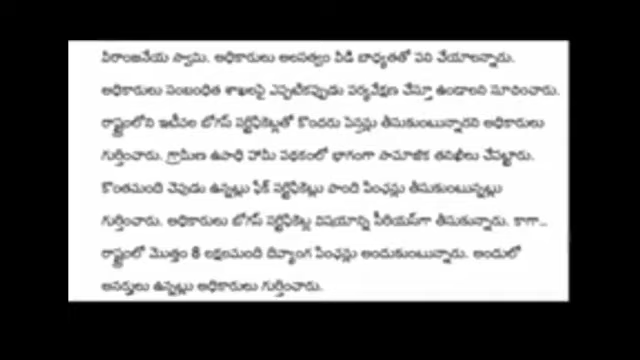 వీరాంజనేయ స్వామి. అధికారులు అలసత్వం వీడి బాధ్యతతో పని చేయాలన్నారు.
అధికారులు సంబంధిత శాఖలపై ఎప్పటికప్పుడు పర్యవేక్షణ చేస్తూ ఉండాలని సూచించారు.
రాష్ట్రంలోని ఇటీవల బోగస్ సర్టిఫికెట్లతో కొందరు పెన్షన్లు తీసుకుంటున్నారని అధికారులు
గుర్తించారు. గ్రామీణ ఉపాధి హామీ పథకంలో భాగంగా సామాజిక తనిఖీలు చేపట్టారు.
కొంతమంది చెవుడు ఉన్నట్లు ఫేక్ సర్టిఫికెట్లు పొంది పింఛన్లు తీసుకుంటున్నట్లు
గుర్తించారు. అధికారులు బోగస్ సర్టిఫికెట్ల విషయాన్ని సీరియస్‌గా తీసుకున్నారు. కాగా...
రాష్ట్రంలో మొత్తం 8 లక్షలమంది దివ్యాంగ పింఛన్లు అందుకుంటున్నారు. అందులో
అనర్హులు ఉన్నట్లు అధికారులు గుర్తించారు.